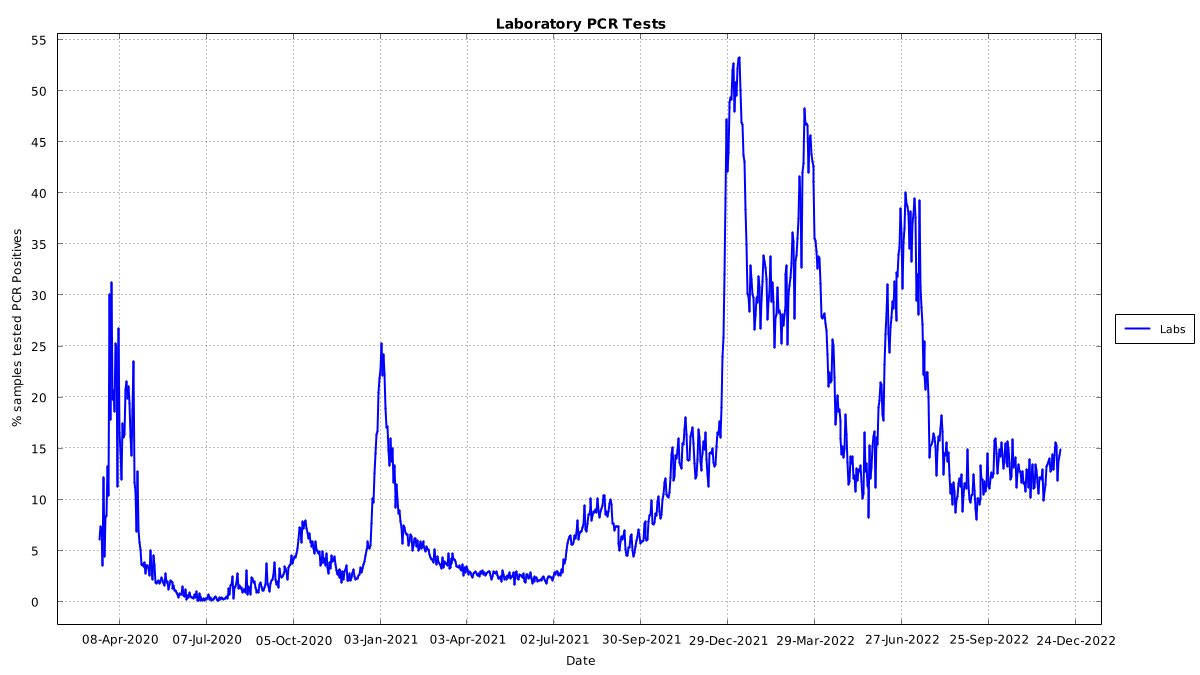 Laboratory PCR Tests
55
50
45
40
35
30
25
20
15
10
5
0
% samples tested PCR Positives
08-Apr-2020 07-Jul-2020 05-Oct-2020 03-Jan-2021 03-Apr-2021 02-Jul-2021 30-Sep-2021 29-Dec-2021 29-Mar-2022 27-Jun-2022 25-Sep-2022 24-Dec-2022
Date
Labs